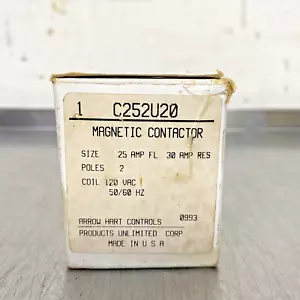 1 C252U20
MAGNETIC CONTACTOR
SIZE 25 AMP FL 30 AMP RES
POLES 2
COIL 120 VAC
50/60 HZ
ARROW HART CONTROLS 0993
PRODUCTS UNLIMITED CORP
MADE IN U S A